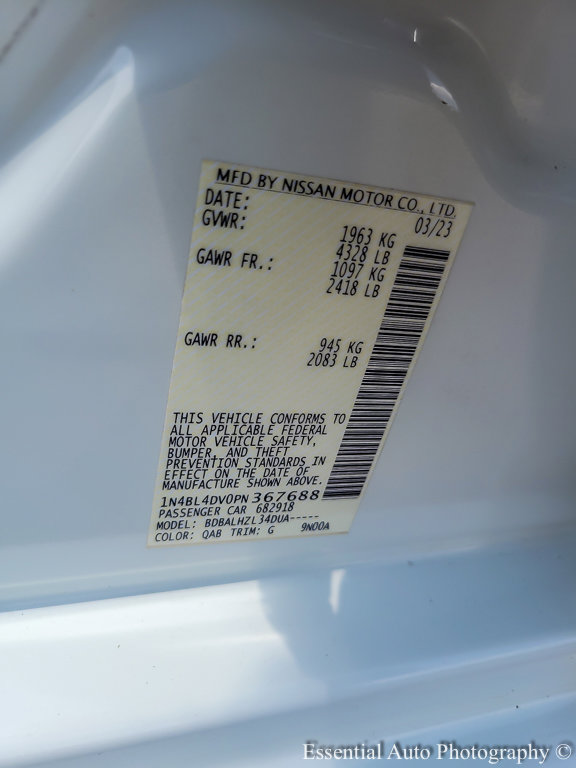 MFD BY NISSAN MOTOR CO., LTD.
DATE: 03/23
GVWR: 1963 KG
4328 LB
GAWR FR.: 1097 KG
2418 LB
GAWR RR.: 945 KG
2083 LB
THIS VEHICLE CONFORMS TO
ALL APPLICABLE FEDERAL
MOTOR VEHICLE SAFETY,
BUMPER, AND THEFT
PREVENTION STANDARDS IN
EFFECT ON THE DATE OF
MANUFACTURE SHOWN ABOVE.
1N4BL4DV0PN 367688
PASSENGER CAR 682918
MODEL: BDBALHZL34DUA-----
COLOR: QAB TRIM: G 9N00A
Essential Auto Photography ©